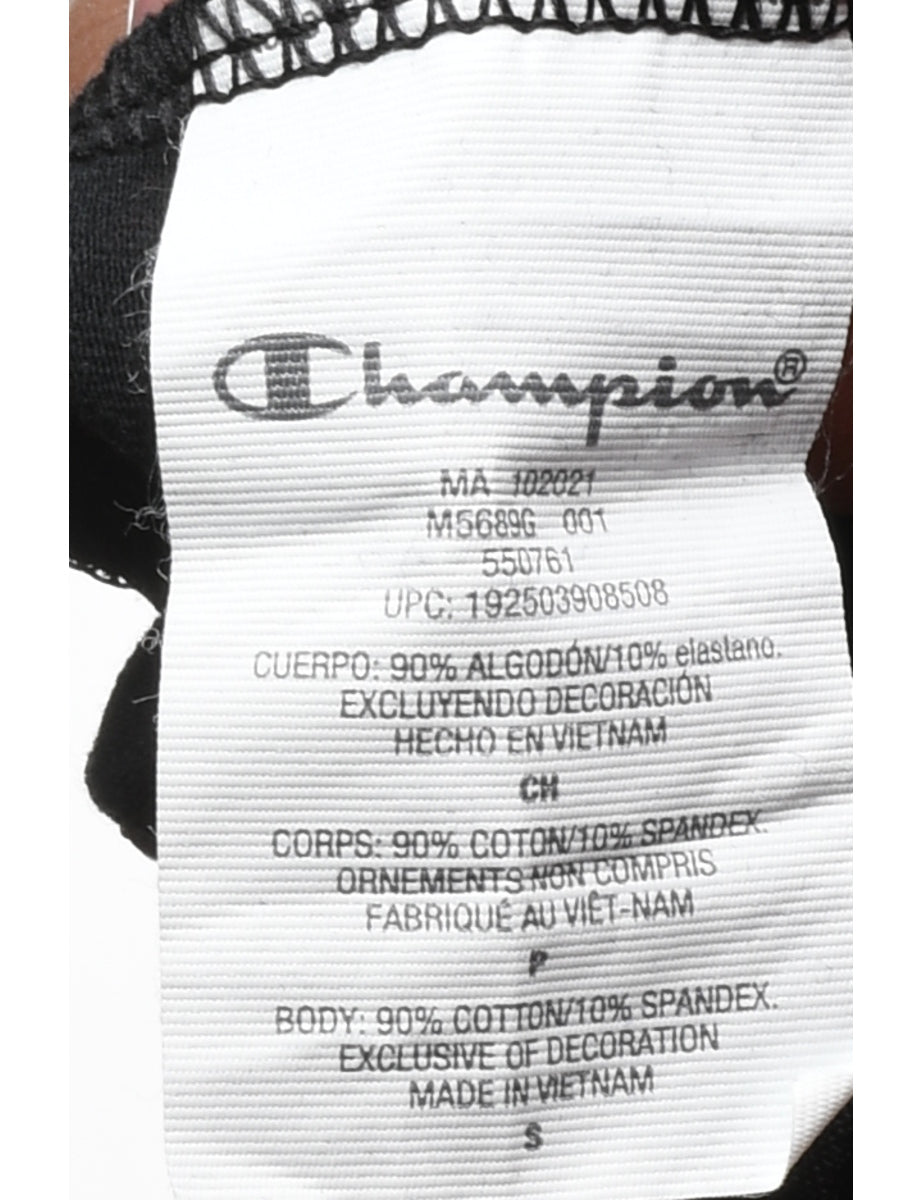 Champion®
MA 102021
M5689G 001
550761
UPC: 192503908508
CUERPO: 90% ALGODÓN/10% elastano.
EXCLUYENDO DECORACIÓN
HECHO EN VIETNAM
CH
CORPS: 90% COTON/10% SPANDEX.
ORNEMENTS NON COMPRIS
FABRIQUÉ AU VIÊT-NAM
P
BODY: 90% COTTON/10% SPANDEX.
EXCLUSIVE OF DECORATION
MADE IN VIETNAM
S